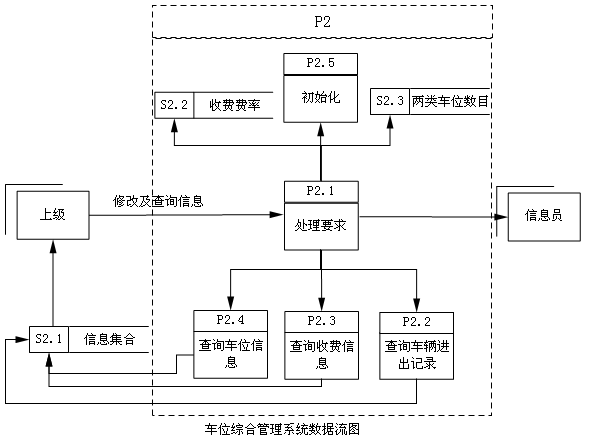 P2
P2.5
初始化
S2.2
收费费率
S2.3
两类车位数目
P2.1
处理要求
上级
修改及查询信息
信息员
S2.1
信息集合
P2.4
查询车位信
息
P2.3
查询收费信
息
P2.2
查询车辆进
出记录
车位综合管理系统数据流图